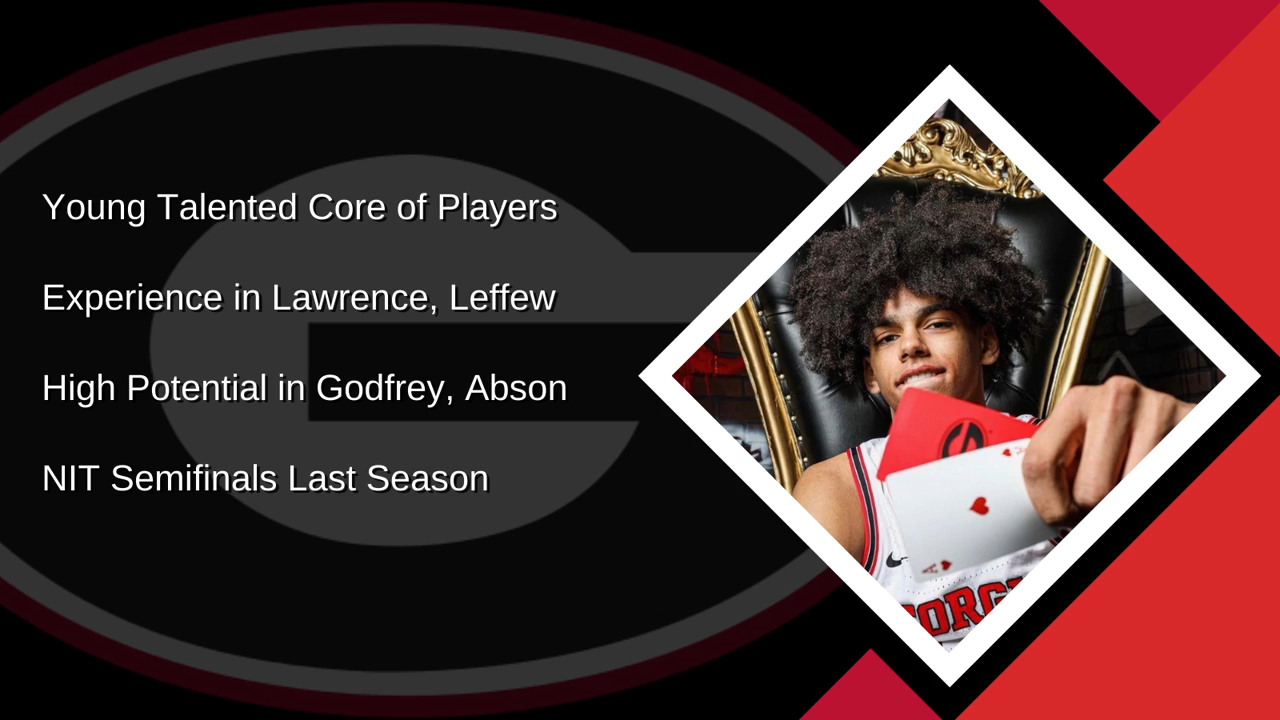 Young Talented Core of Players
Experience in Lawrence, Leffew
High Potential in Godfrey, Abson
NIT Semifinals Last Season
G
A